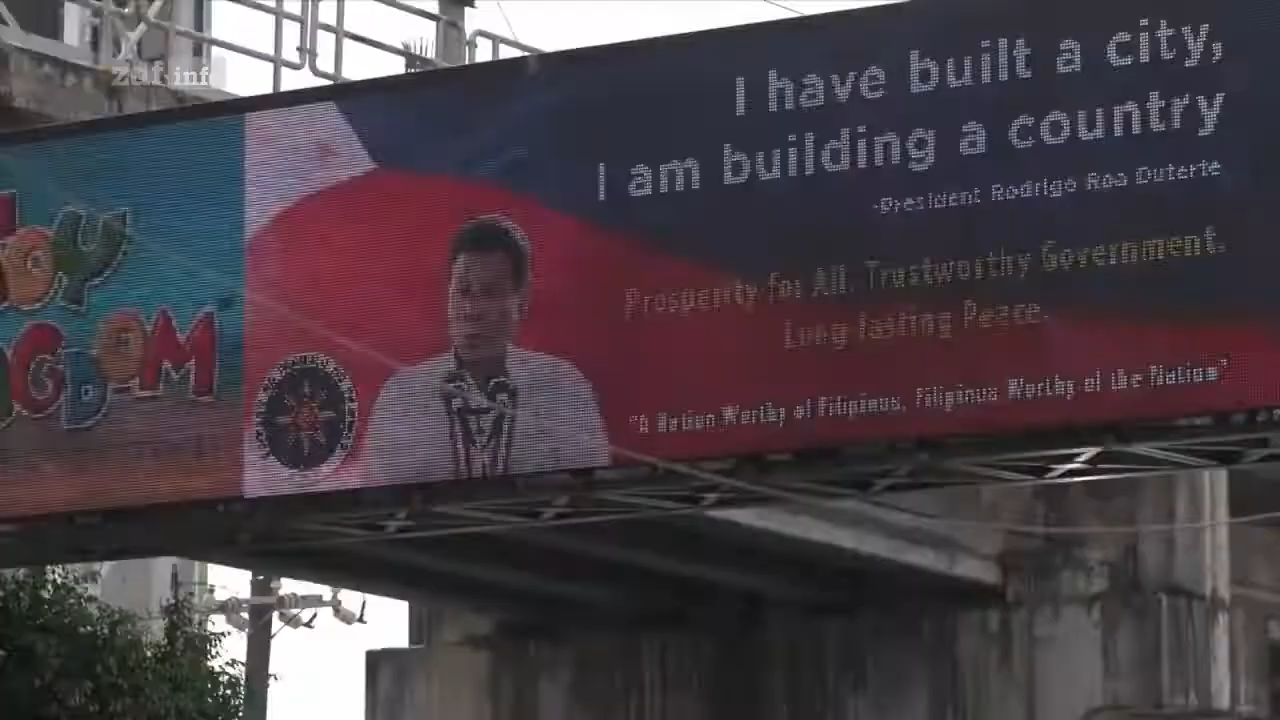 zdf.info
I have built a city,
I am building a country
-President Rodrigo Roa Duterte
Prosperity for All. Trustworthy Government.
Long lasting Peace.
"A Nation Worthy of Filipinos, Filipinos Worthy of the Nation"